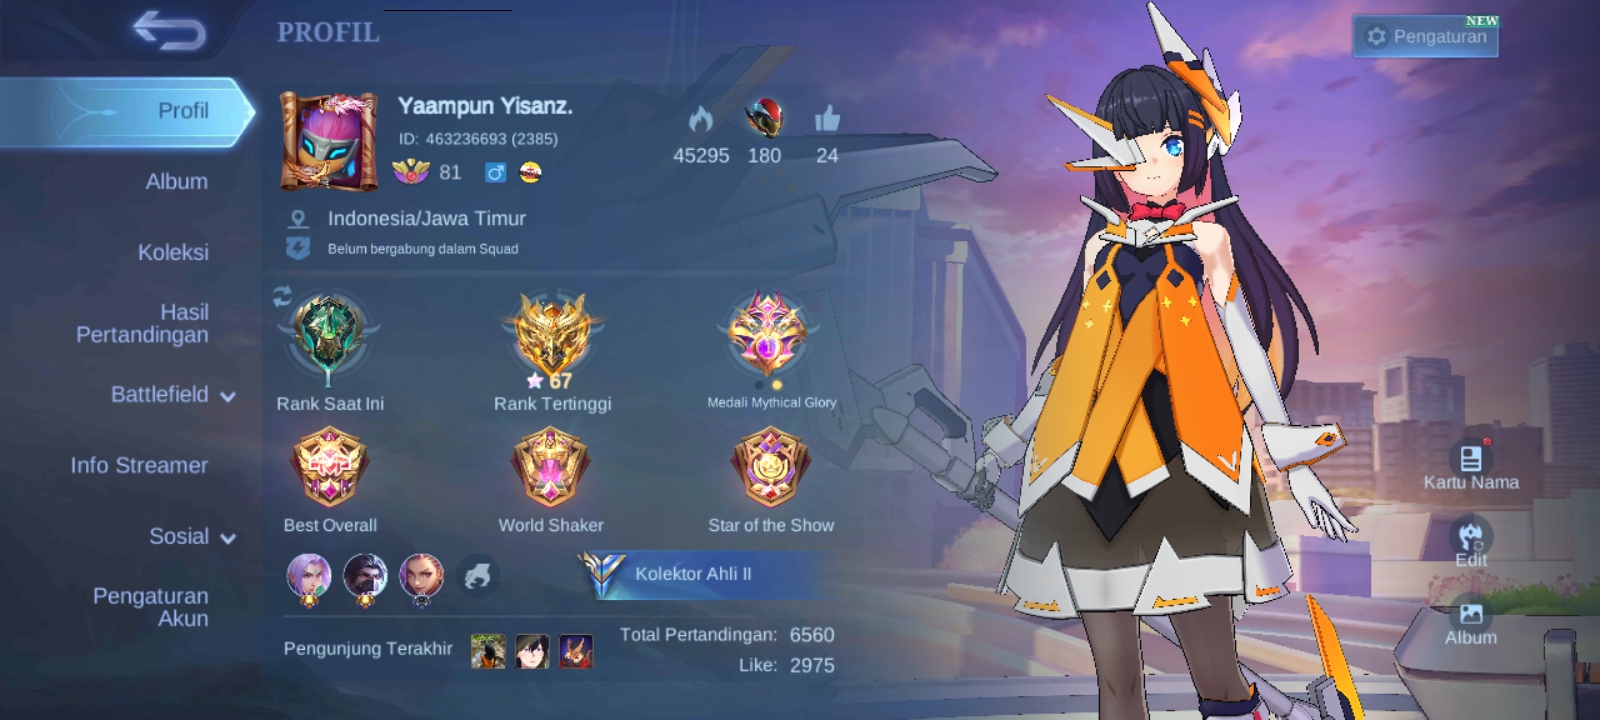 PROFIL
NEW
Pengaturan
Profil
Album
Koleksi
Hasil
Pertandingan
Battlefield
Info Streamer
Sosial
Pengaturan
Akun
Yaampun Yisanz.
ID: 463236693 (2385)
81
45295
180
24
Indonesia/Jawa Timur
Belum bergabung dalam Squad
I
67
Rank Saat Ini
Rank Tertinggi
1
Medali Mythical Glory
Best Overall
World Shaker
Star of the Show
Kolektor Ahli II
Pengunjung Terakhir
Total Pertandingan: 6560
Like: 2975
Kartu Nama
Edit
Album